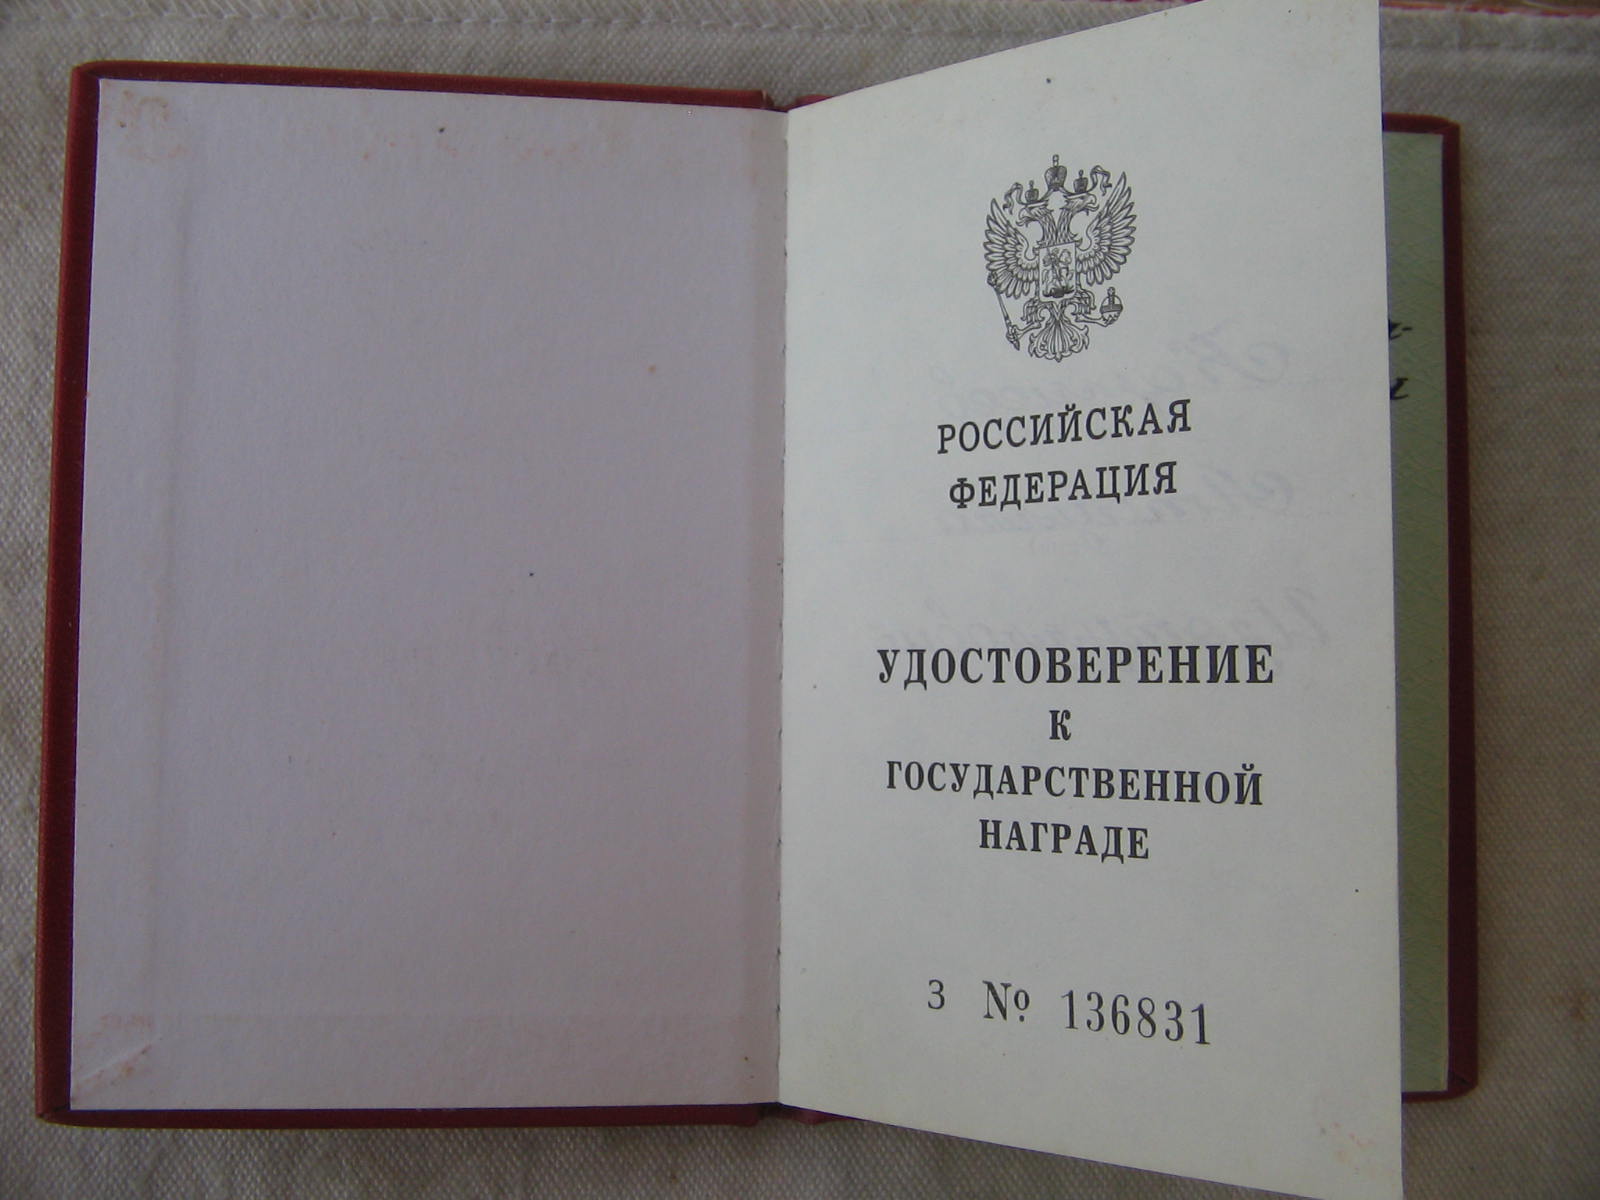 РОССИЙСКАЯ
ФЕДЕРАЦИЯ
УДОСТОВЕРЕНИЕ
К
ГОСУДАРСТВЕННОЙ
НАГРАДЕ
З № 136831